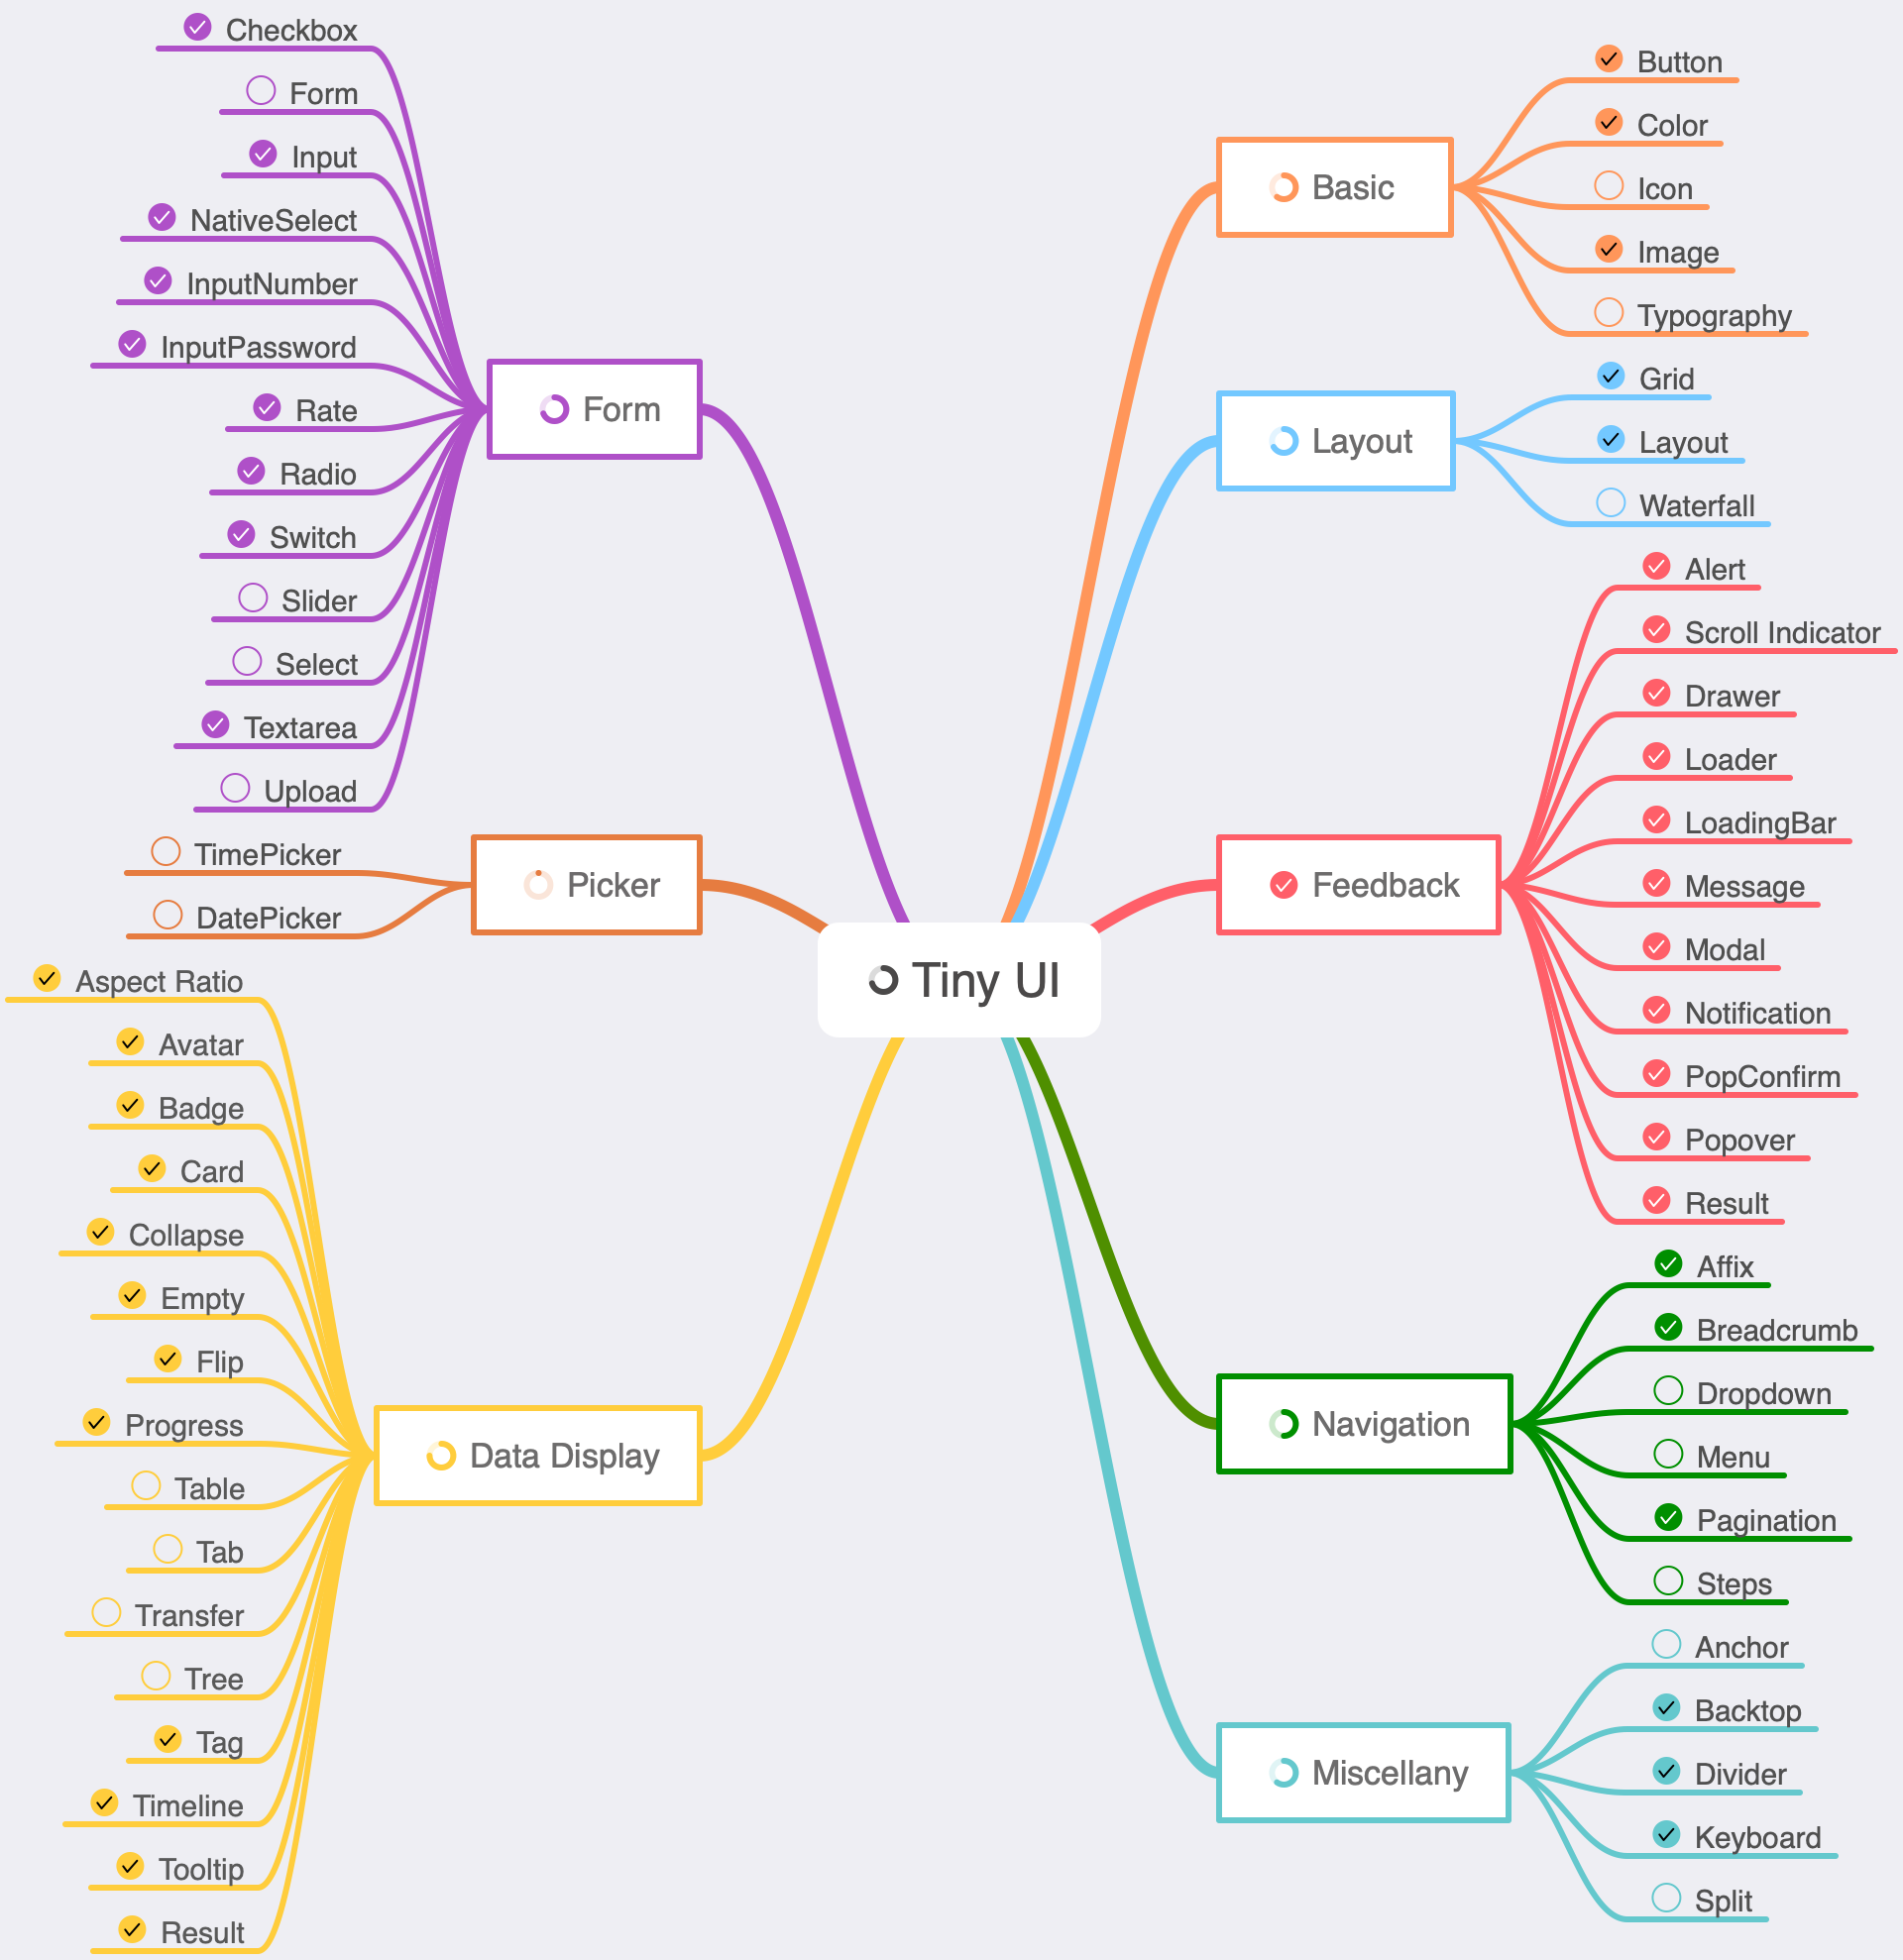 Tiny UI
Form
Checkbox
Form
Input
NativeSelect
InputNumber
InputPassword
Rate
Radio
Switch
Slider
Select
Textarea
Upload
Picker
TimePicker
DatePicker
Data Display
Aspect Ratio
Avatar
Badge
Card
Collapse
Empty
Flip
Progress
Table
Tab
Transfer
Tree
Tag
Timeline
Tooltip
Result
Basic
Button
Color
Icon
Image
Typography
Layout
Grid
Layout
Waterfall
Feedback
Alert
Scroll Indicator
Drawer
Loader
LoadingBar
Message
Modal
Notification
PopConfirm
Popover
Result
Navigation
Affix
Breadcrumb
Dropdown
Menu
Pagination
Steps
Miscellany
Anchor
Backtop
Divider
Keyboard
Split